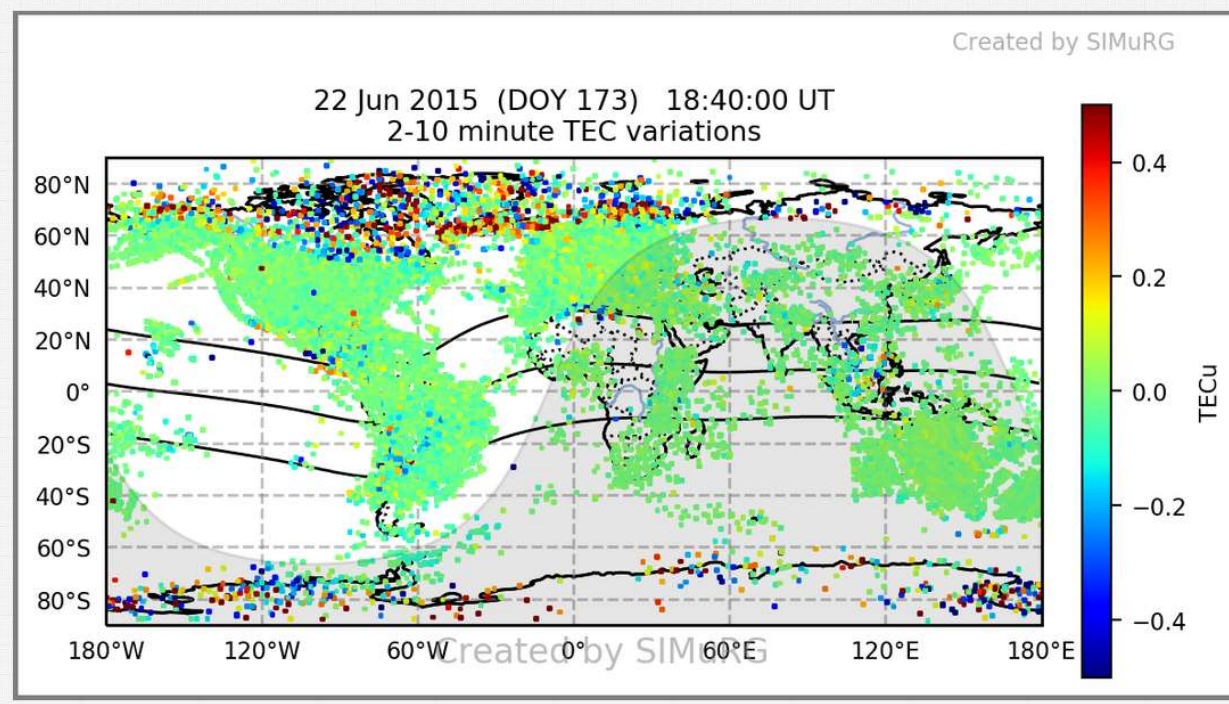 Created by SIMuRG
22 Jun 2015 (DOY 173) 18:40:00 UT
2-10 minute TEC variations
80°N
60°N
40°N
20°N
0°
20°S
40°S
60°S
80°S
180°W 120°W 60°W 0° 60°E 120°E 180°E
Created by SIMuRG
0.4
0.2
0.0
−0.2
−0.4
TECu